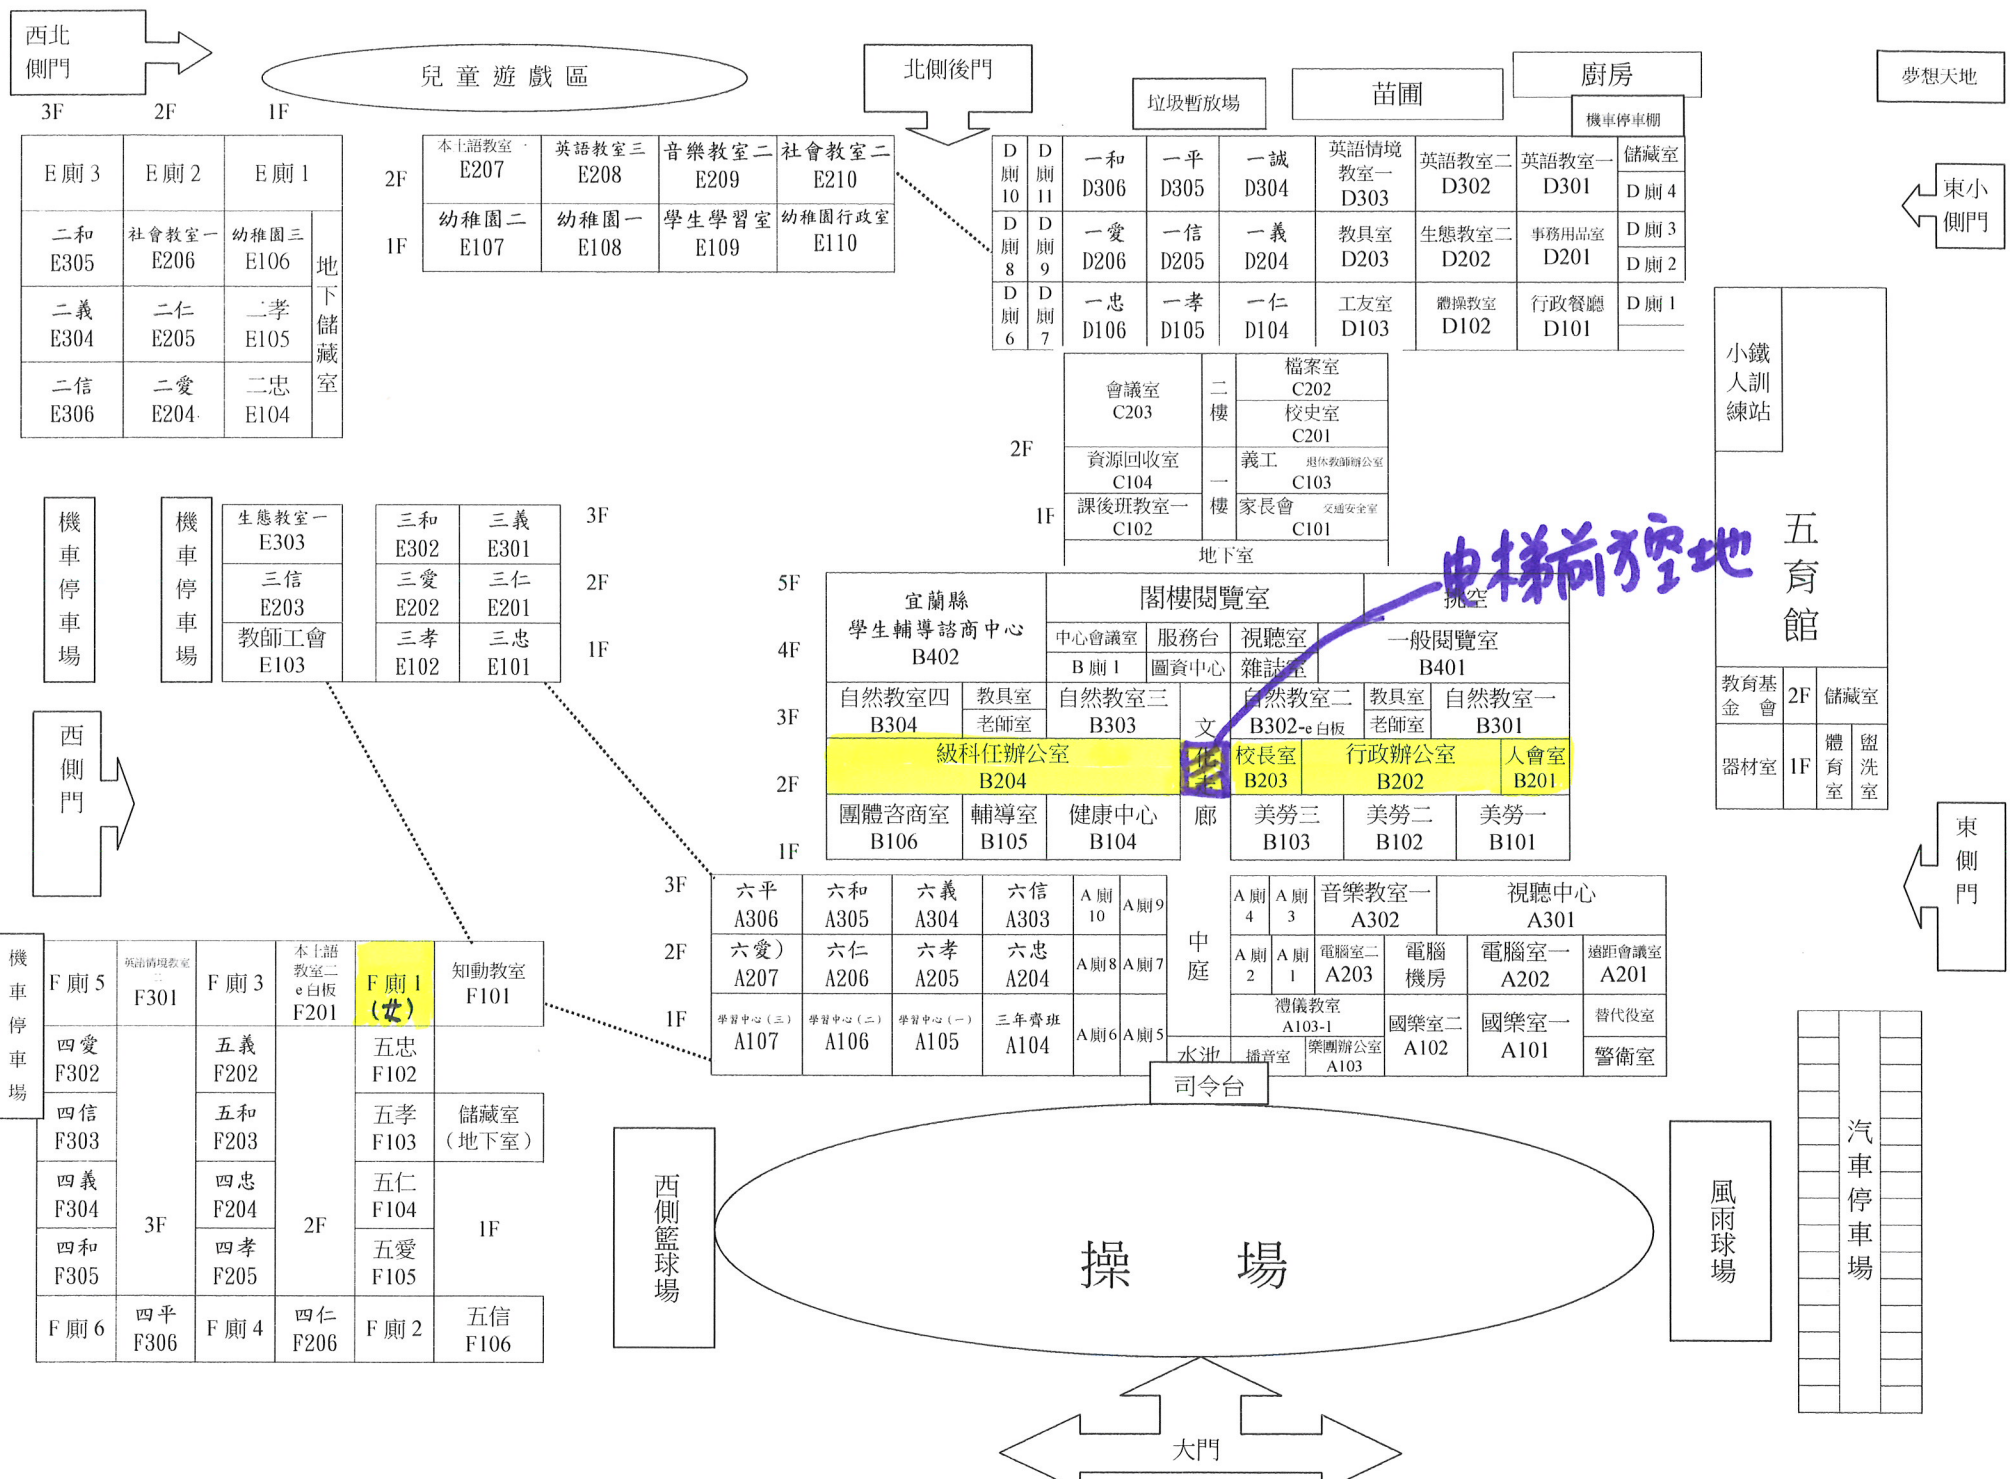 西北
側門
兒童遊戲區
北側後門
垃圾暫放場
苗圃
廚房
機車停車棚
夢想天地
東小
側門
3F 2F 1F
E廁3 E廁2 E廁1
二和 E305 社會教室一 E206 幼稚園三 E106
二義 E304 二仁 E205 二孝 E105
二信 E306 二愛 E204 二忠 E104
地下儲藏室
2F 本土語教室一 E207 英語教室三 E208 音樂教室二 E209 社會教室二 E210
1F 幼稚園二 E107 幼稚園一 E108 學生學習室 E109 幼稚園行政室 E110
D廁10 D廁11 一和 D306 一平 D305 一誠 D304 英語情境教室一 D303 英語教室二 D302 英語教室一 D301 儲藏室 D廁4
D廁8 D廁9 一愛 D206 一信 D205 一義 D204 教具室 D203 生態教室二 D202 事務用品室 D201 D廁3 D廁2
D廁6 D廁7 一忠 D106 一孝 D105 一仁 D104 工友室 D103 體操教室 D102 行政餐廳 D101 D廁1
會議室 C203 二樓 檔案室 C202
校史室 C201
2F 資源回收室 C104 一樓 義工 退休教師辦公室 C103
1F 課後班教室一 C102 家長會 交通安全室 C101
地下室
小鐵人訓練站
五育館
教育基金會 2F 儲藏室
器材室 1F 體育室 盥洗室
機車停車場
機車停車場
生態教室一 E303 三和 E302 三義 E301 3F
三信 E203 三愛 E202 三仁 E201 2F
教師工會 E103 三孝 E102 三忠 E101 1F
电梯前方空地
5F 宜蘭縣
學生輔導諮商中心
B402
閣樓閱覽室 挑空
4F 中心會議室 服務台 視聽室 一般閱覽室 B401
B廁1 圖資中心 雜誌室
3F 自然教室四 B304 教具室 老師室 自然教室三 B303 自然教室二 B302-e白板 教具室 老師室 自然教室一 B301
2F 級科任辦公室 B204 校長室 B203 行政辦公室 B202 人會室 B201
1F 團體咨商室 B106 輔導室 B105 健康中心 B104 美勞三 B103 美勞二 B102 美勞一 B101
文化走廊
西側門
東側門
3F 六平 A306 六和 A305 六義 A304 六信 A303 A廁10 A廁9 A廁4 A廁3 音樂教室一 A302 視聽中心 A301
2F 六愛) A207 六仁 A206 六孝 A205 六忠 A204 A廁8 A廁7 A廁2 A廁1 電腦室二 A203 電腦機房 電腦室一 A202 遠距會議室 A201
1F 學習中心(三) A107 學習中心(二) A106 學習中心(一) A105 三年齊班 A104 A廁6 A廁5 禮儀教室 A103-1 國樂室二 A102 國樂室一 A101 替代役室
播音室 樂團辦公室 A103 警衛室
中庭
水池
司令台
機車停車場
F廁5 英語情境教室二 F301 F廁3 本土語教室二 e白板 F201 F廁1 (女) 知動教室 F101
四愛 F302 五義 F202 五忠 F102
四信 F303 五和 F203 五孝 F103 儲藏室 (地下室)
四義 F304 四忠 F204 五仁 F104
3F 2F 1F
四和 F305 四孝 F205 五愛 F105
F廁6 四平 F306 F廁4 四仁 F206 F廁2 五信 F106
西側籃球場
操場
風雨球場
汽車停車場
大門